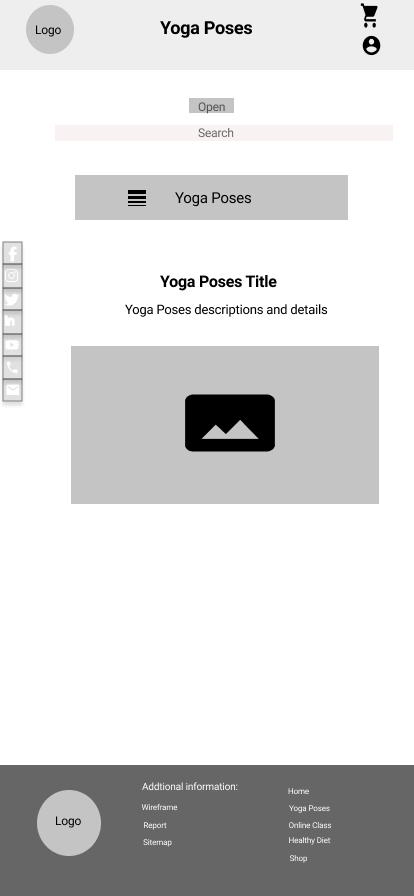 Logo
Yoga Poses
Open
Search
Yoga Poses
Yoga Poses Title
Yoga Poses descriptions and details
Logo
Addtional information:
Wireframe
Report
Sitemap
Home
Yoga Poses
Online Class
Healthy Diet
Shop